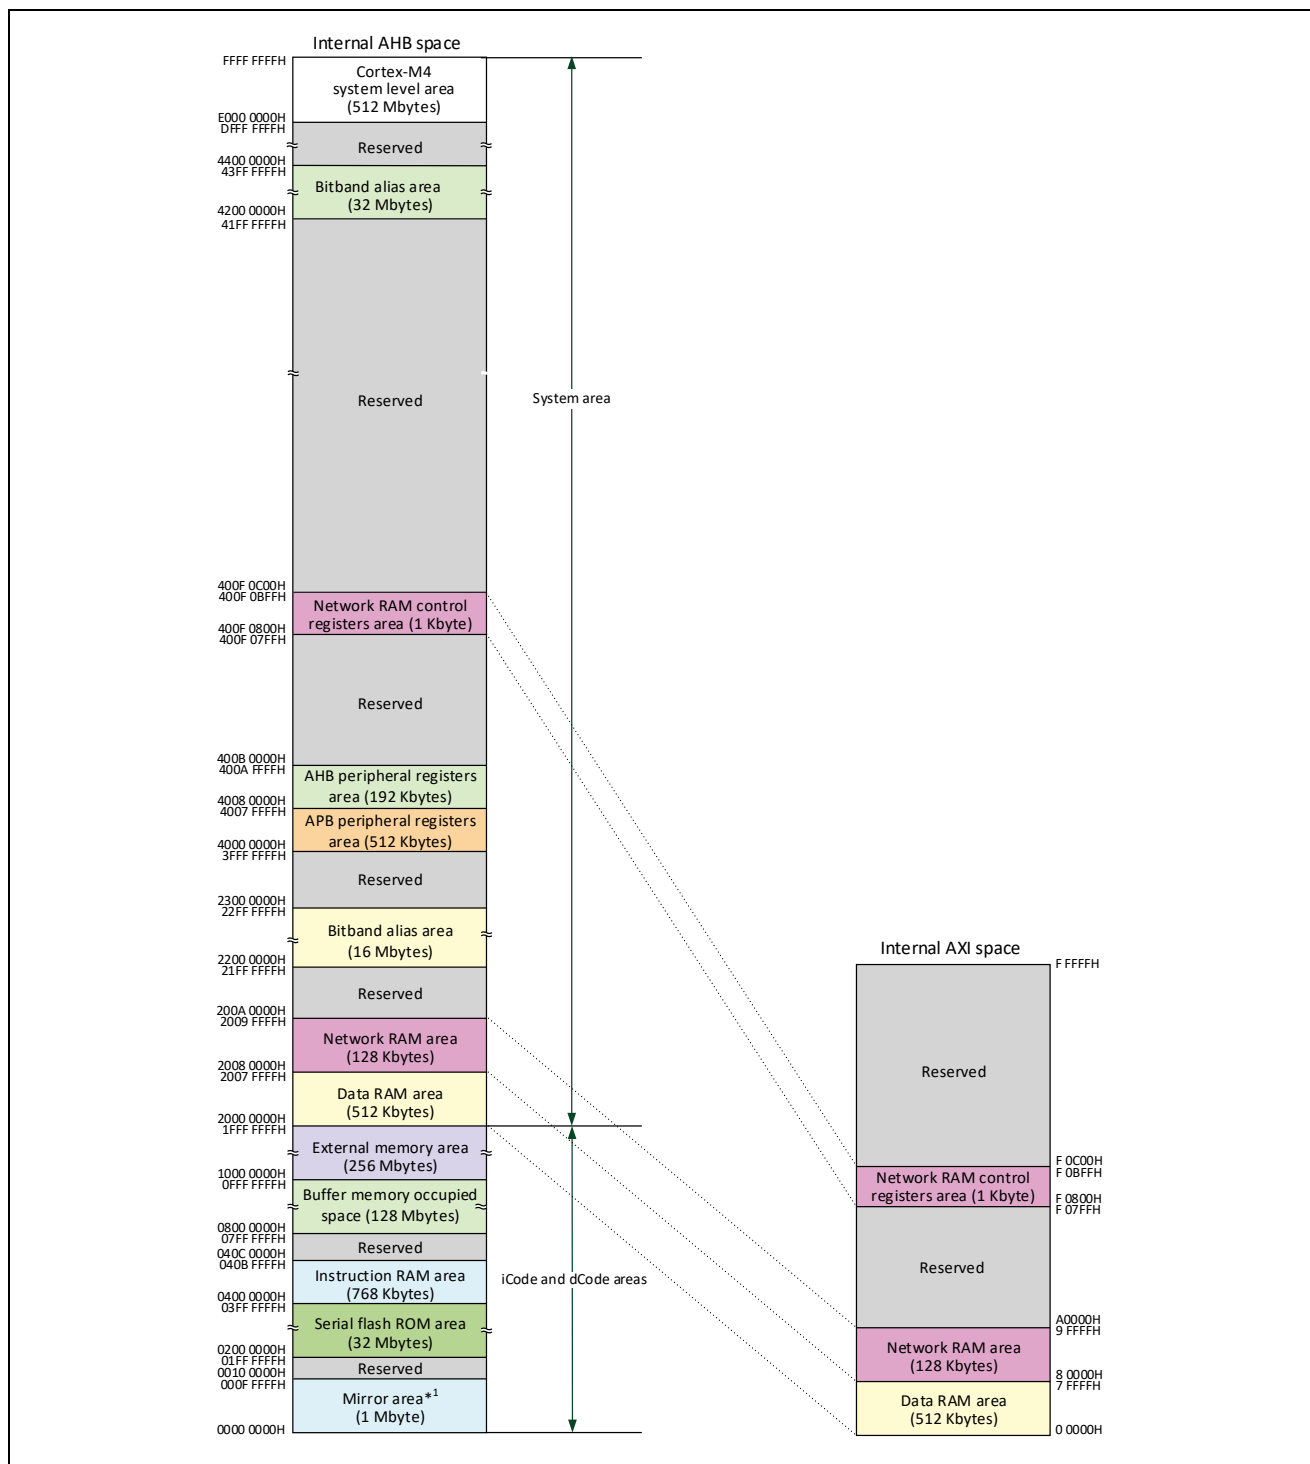 Internal AHB space
FFFF FFFFH
Cortex-M4
system level area
(512 Mbytes)
E000 0000H
DFFF FFFFH
Reserved
4400 0000H
43FF FFFFH
Bitband alias area
(32 Mbytes)
4200 0000H
41FF FFFFH
Reserved
System area
400F 0C00H
400F 0BFFH
Network RAM control
registers area (1 Kbyte)
400F 0800H
400F 07FFH
Reserved
400B 0000H
400A FFFFH
AHB peripheral registers
area (192 Kbytes)
4008 0000H
4007 FFFFH
APB peripheral registers
area (512 Kbytes)
4000 0000H
3FFF FFFFH
Reserved
2300 0000H
22FF FFFFH
Bitband alias area
(16 Mbytes)
2200 0000H
21FF FFFFH
Reserved
200A 0000H
2009 FFFFH
Network RAM area
(128 Kbytes)
2008 0000H
2007 FFFFH
Data RAM area
(512 Kbytes)
2000 0000H
1FFF FFFFH
External memory area
(256 Mbytes)
1000 0000H
0FFF FFFFH
Buffer memory occupied
space (128 Mbytes)
0800 0000H
07FF FFFFH
Reserved
040C 0000H
040B FFFFH
Instruction RAM area
(768 Kbytes)
iCode and dCode areas
0400 0000H
03FF FFFFH
Serial flash ROM area
(32 Mbytes)
0200 0000H
01FF FFFFH
Reserved
0010 0000H
000F FFFFH
Mirror area*1
(1 Mbyte)
0000 0000H
Internal AXI space
F FFFFH
Reserved
F 0C00H
F 0BFFH
Network RAM control
registers area (1 Kbyte)
F 0800H
F 07FFH
Reserved
A0000H
9 FFFFH
Network RAM area
(128 Kbytes)
8 0000H
7 FFFFH
Data RAM area
(512 Kbytes)
0 0000H